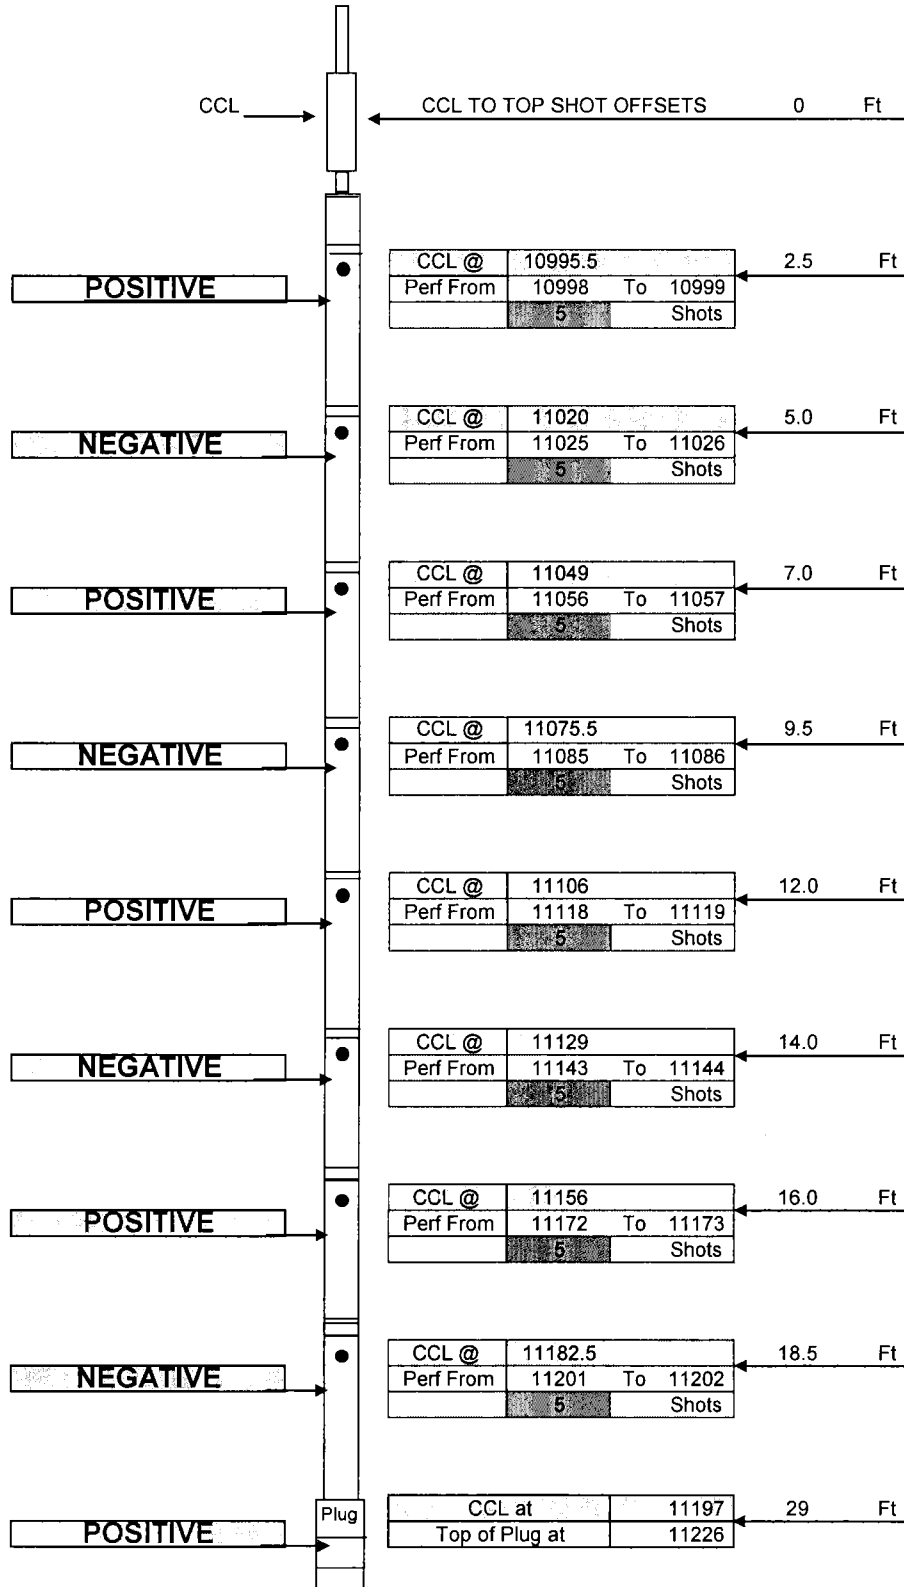 CCL CCL TO TOP SHOT OFFSETS 0 Ft
CCL @ 10995.5 2.5 Ft
POSITIVE Perf From 10998 To 10999
5 Shots
CCL @ 11020 5.0 Ft
NEGATIVE Perf From 11025 To 11026
5 Shots
CCL @ 11049 7.0 Ft
POSITIVE Perf From 11056 To 11057
5 Shots
CCL @ 11075.5 9.5 Ft
NEGATIVE Perf From 11085 To 11086
5 Shots
CCL @ 11106 12.0 Ft
POSITIVE Perf From 11118 To 11119
5 Shots
CCL @ 11129 14.0 Ft
NEGATIVE Perf From 11143 To 11144
5 Shots
CCL @ 11156 16.0 Ft
POSITIVE Perf From 11172 To 11173
5 Shots
CCL @ 11182.5 18.5 Ft
NEGATIVE Perf From 11201 To 11202
5 Shots
Plug CCL at 11197 29 Ft
POSITIVE Top of Plug at 11226